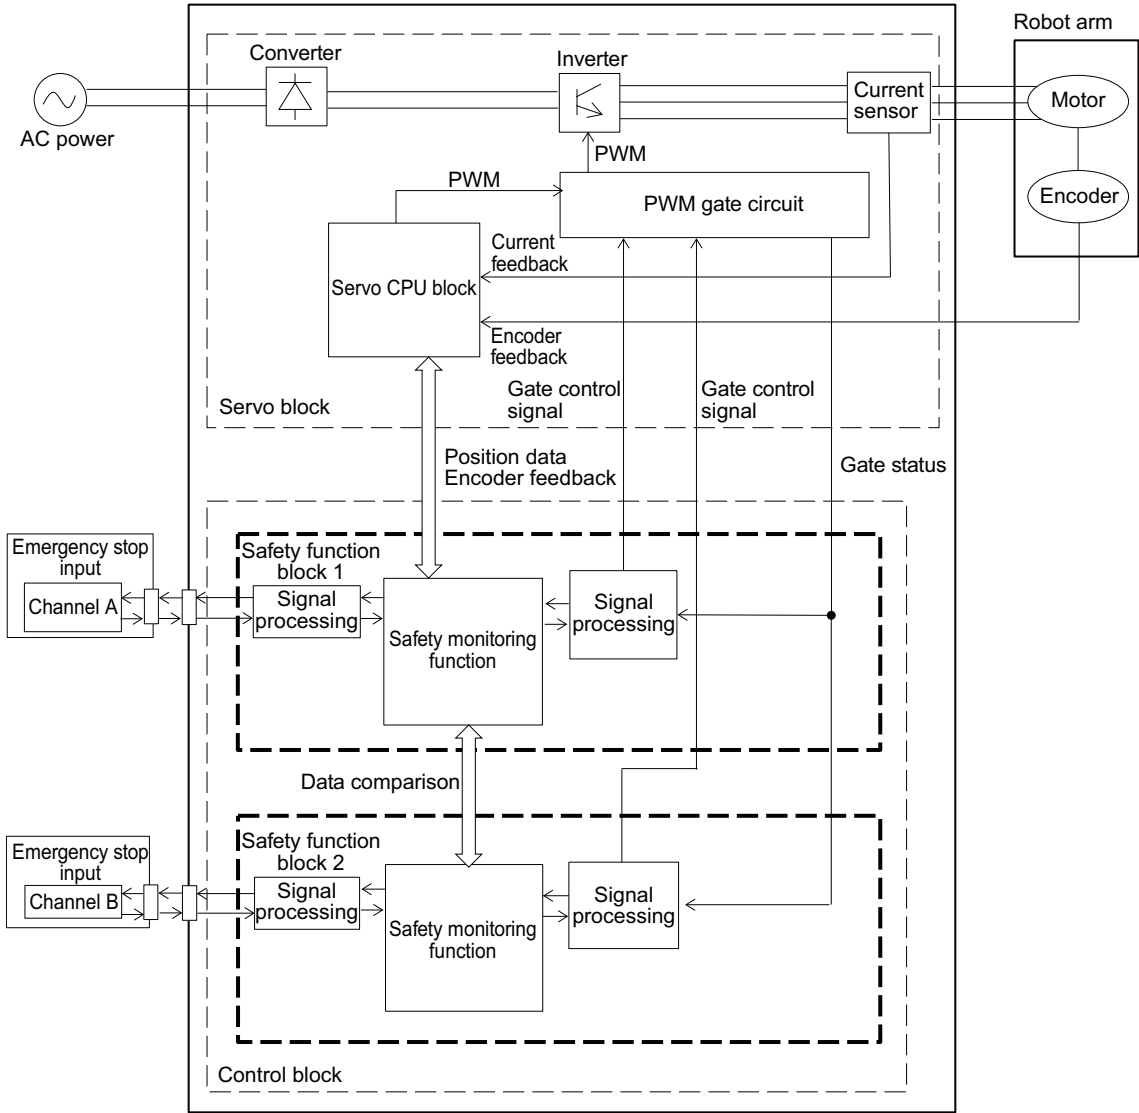 Robot arm
Converter
Inverter
Current
sensor
Motor
AC power
PWM
PWM
PWM gate circuit
Encoder
Current
feedback
Servo CPU block
Encoder
feedback
Gate control
signal
Gate control
signal
Servo block
Position data
Encoder feedback
Gate status
Emergency stop
input
Channel A
Safety function
block 1
Signal
processing
Safety monitoring
function
Signal
processing
Data comparison
Emergency stop
input
Channel B
Safety function
block 2
Signal
processing
Safety monitoring
function
Signal
processing
Control block